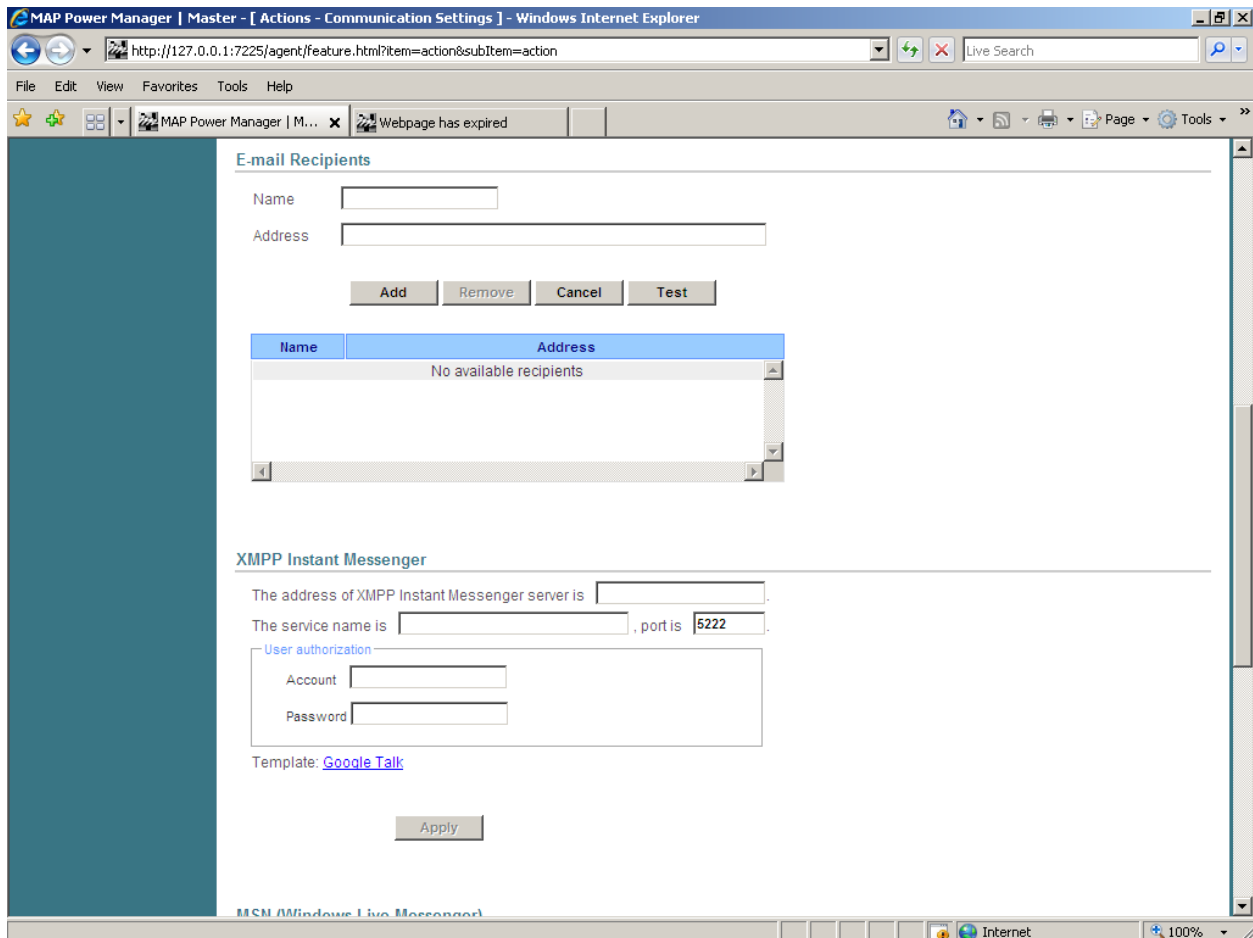 MAP Power Manager | Master - [ Actions - Communication Settings ] - Windows Internet Explorer
http://127.0.0.1:7225/agent/feature.html?item=action&subItem=action
Live Search
File Edit View Favorites Tools Help
MAP Power Manager | M... Webpage has expired
Page Tools »
E-mail Recipients
Name
Address
Add Remove Cancel Test
Name Address
No available recipients
XMPP Instant Messenger
The address of XMPP Instant Messenger server is .
The service name is , port is 5222 .
User authorization
Account
Password
Template: Google Talk
Apply
MSN (Windows Live Messenger)
Internet 100%